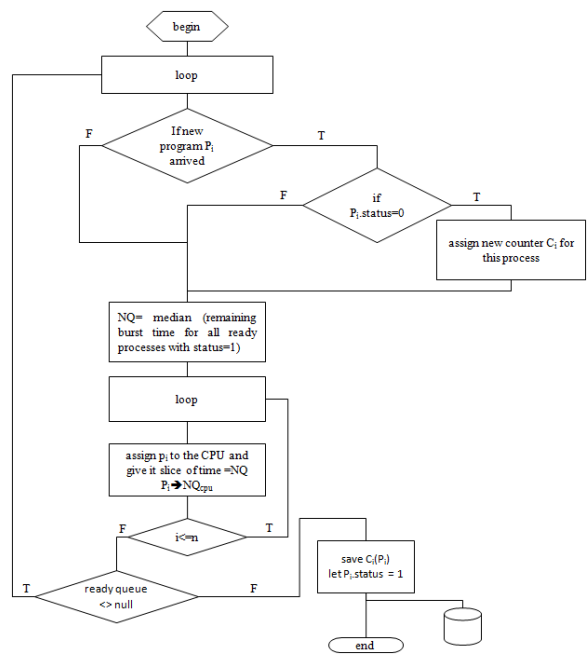 begin
loop
If new
program Pi
arrived
F
T
if
Pi.status=0
F
T
assign new counter Ci for
this process
NQ= median (remaining
burst time for all ready
processes with status=1)
loop
assign pi to the CPU and
give it slice of time =NQ
Pi➔NQcpu
i<=n
F
T
ready queue
<> null
T
F
save Ci(Pi)
let Pi.status = 1
end